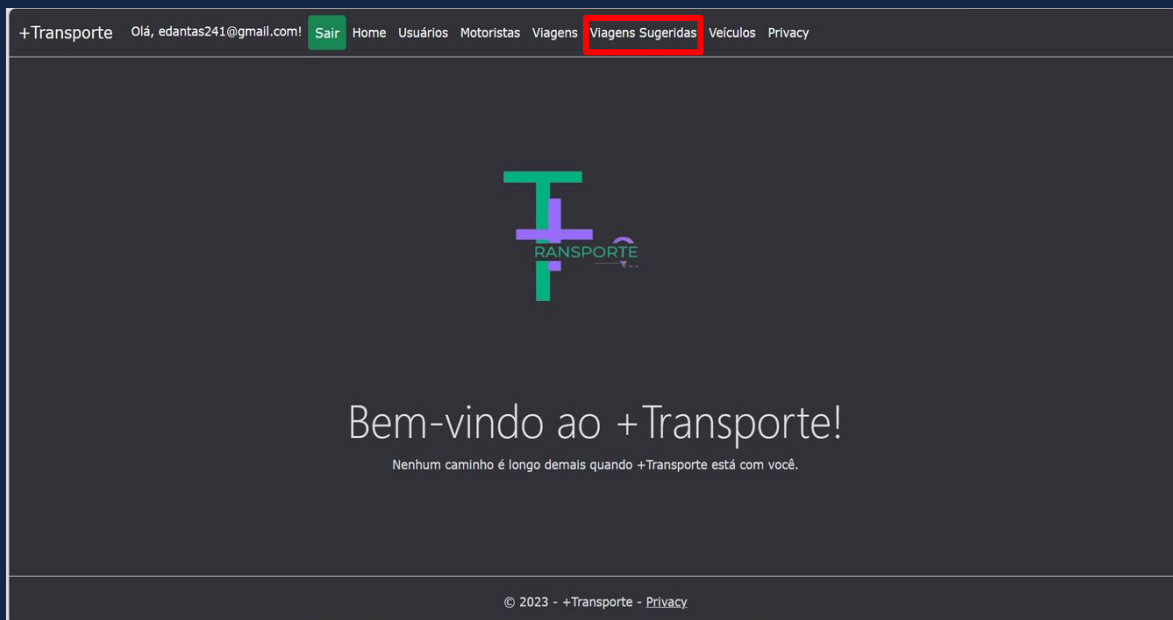 +Transporte Olá, edantas241@gmail.com! Sair Home Usuários Motoristas Viagens Viagens Sugeridas Veículos Privacy
RANSPORTE
Bem-vindo ao +Transporte!
Nenhum caminho é longo demais quando +Transporte está com você.
© 2023 - +Transporte - Privacy